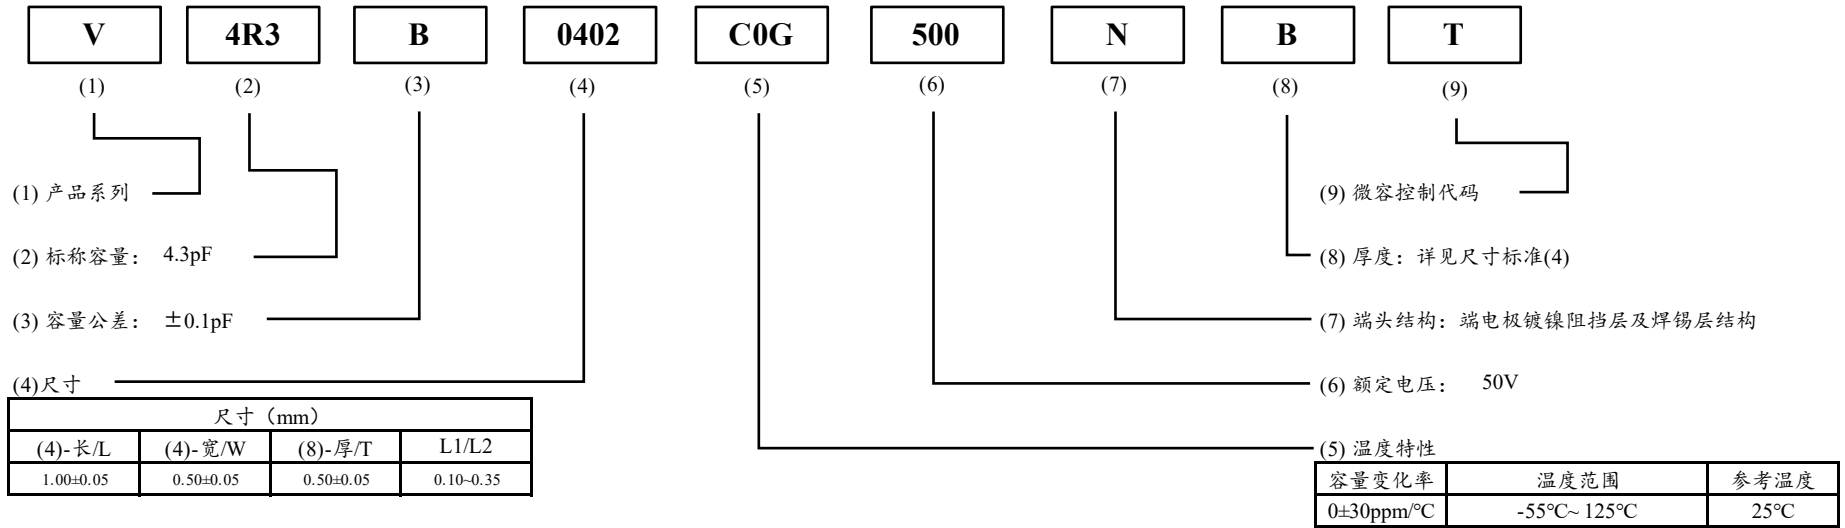 V 4R3 B 0402 C0G 500 N B T
(1) (2) (3) (4) (5) (6) (7) (8) (9)
(1) 产品系列
(2) 标称容量： 4.3pF
(3) 容量公差： ±0.1pF
(4)尺寸
尺寸（mm）
(4)-长/L (4)-宽/W (8)-厚/T L1/L2
1.00±0.05 0.50±0.05 0.50±0.05 0.10~0.35
(9) 微容控制代码
(8) 厚度：详见尺寸标准(4)
(7) 端头结构：端电极镀镍阻挡层及焊锡层结构
(6) 额定电压： 50V
(5) 温度特性
容量变化率 温度范围 参考温度
0±30ppm/°C -55°C~ 125°C 25°C